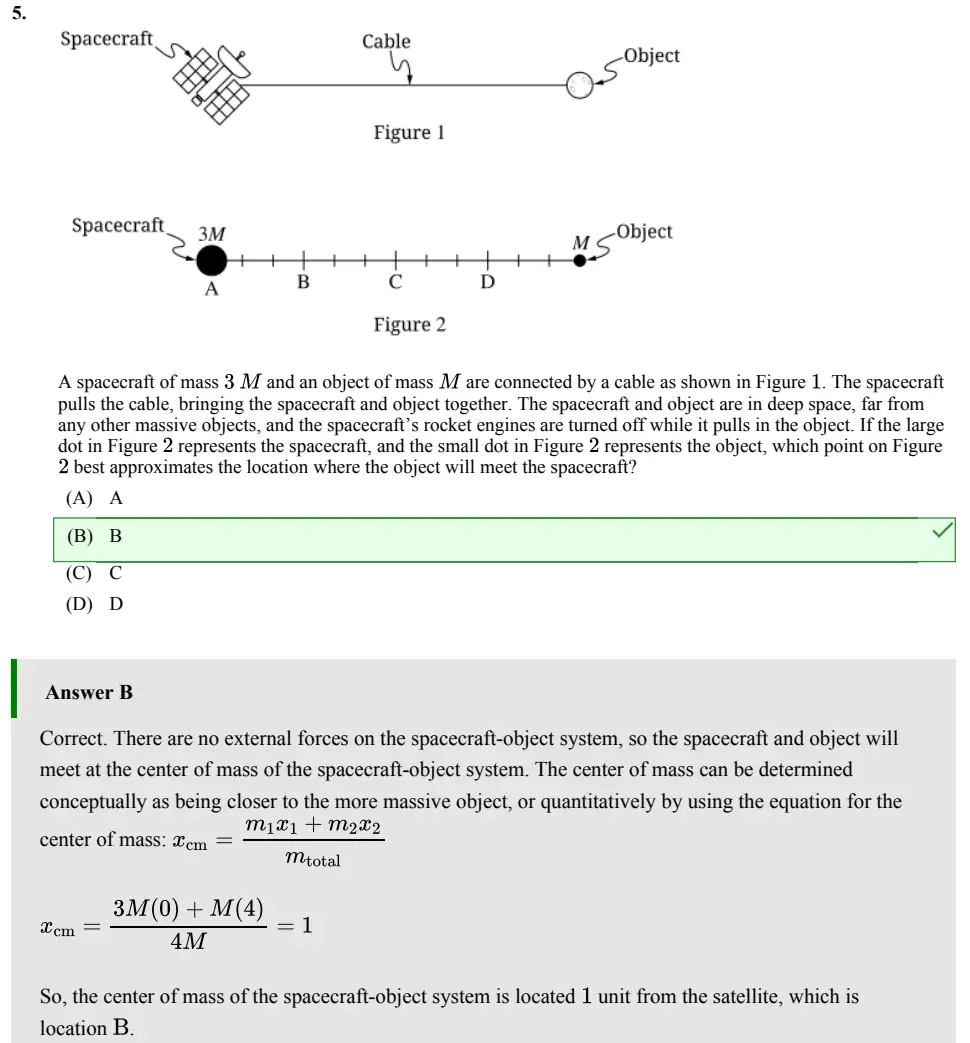 5.
Spacecraft
Cable
Object
Figure 1
Spacecraft
3M
M
Object
A
B
C
D
Figure 2
A spacecraft of mass 3 M and an object of mass M are connected by a cable as shown in Figure 1. The spacecraft
pulls the cable, bringing the spacecraft and object together. The spacecraft and object are in deep space, far from
any other massive objects, and the spacecraft’s rocket engines are turned off while it pulls in the object. If the large
dot in Figure 2 represents the spacecraft, and the small dot in Figure 2 represents the object, which point on Figure
2 best approximates the location where the object will meet the spacecraft?
(A) A
(B) B
(C) C
(D) D
Answer B
Correct. There are no external forces on the spacecraft-object system, so the spacecraft and object will
meet at the center of mass of the spacecraft-object system. The center of mass can be determined
conceptually as being closer to the more massive object, or quantitatively by using the equation for the
center of mass: x_cm = (m₁x₁ + m₂x₂) / m_total
x_cm = (3M(0) + M(4)) / 4M = 1
So, the center of mass of the spacecraft-object system is located 1 unit from the satellite, which is
location B.